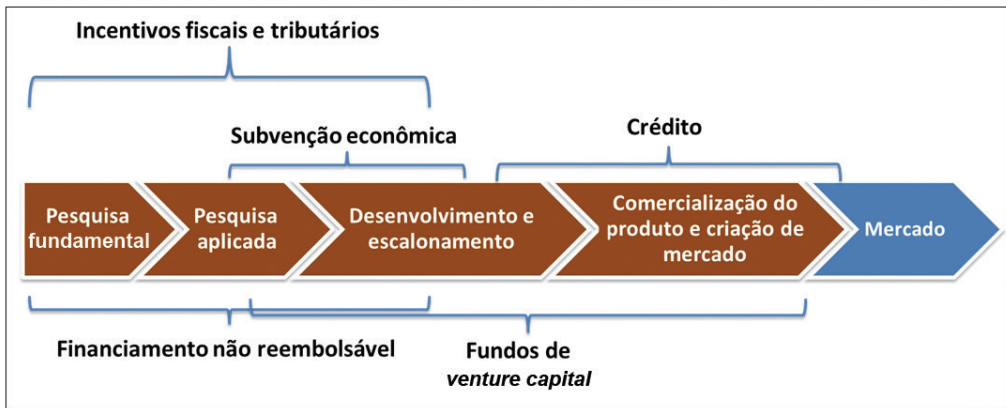 Incentivos fiscais e tributários
Subvenção econômica
Crédito
Pesquisa
fundamental
Pesquisa
aplicada
Desenvolvimento e
escalonamento
Comercialização do
produto e criação de
mercado
Mercado
Financiamento não reembolsável
Fundos de
venture capital